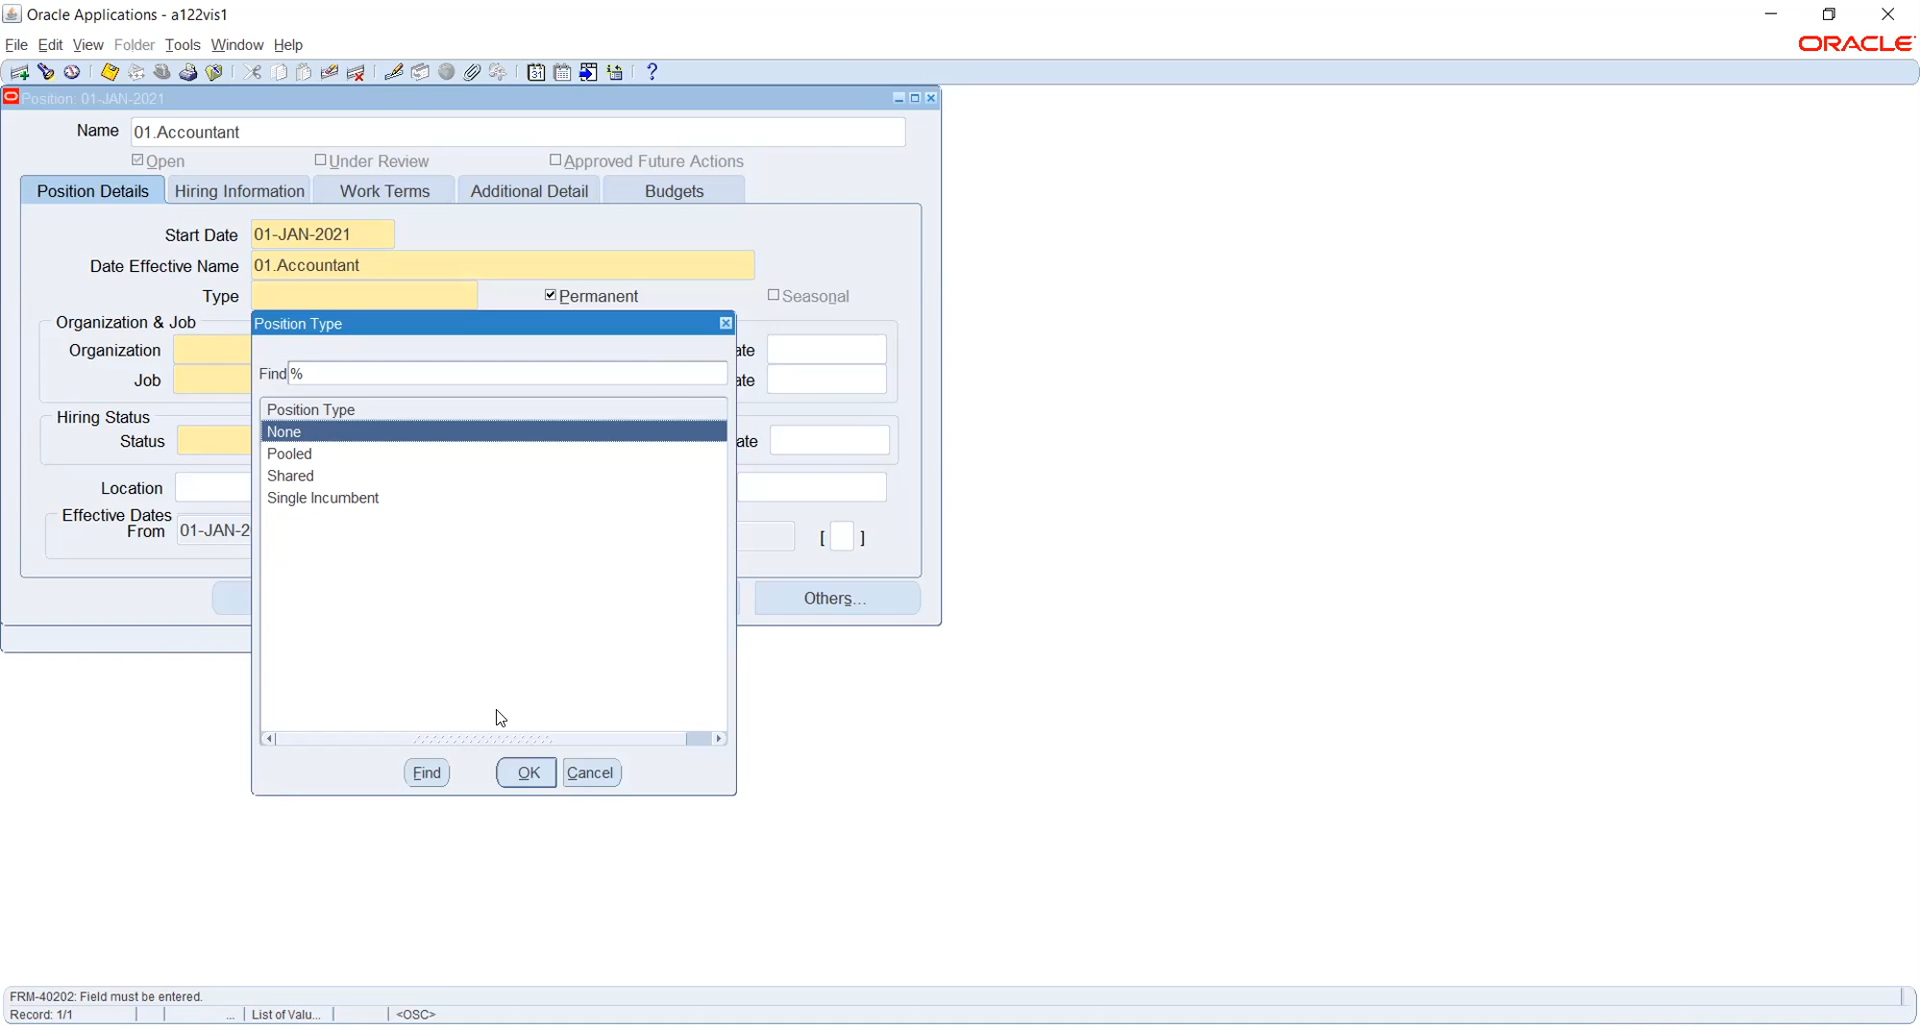 Oracle Applications - a122vis1
File Edit View Folder Tools Window Help
ORACLE
Position: 01-JAN-2021
Name 01.Accountant
Open Under Review Approved Future Actions
Position Details Hiring Information Work Terms Additional Detail Budgets
Start Date 01-JAN-2021
Date Effective Name 01.Accountant
Type Permanent Seasonal
Organization & Job
Position Type
Organization ate
Find %
Job ate
Position Type
Hiring Status
None
Status ate
Pooled
Shared
Location
Single Incumbent
Effective Dates
From 01-JAN-2 [ ]
Others...
Find OK Cancel
FRM-40202: Field must be entered.
Record: 1/1 ... List of Valu... <OSC>